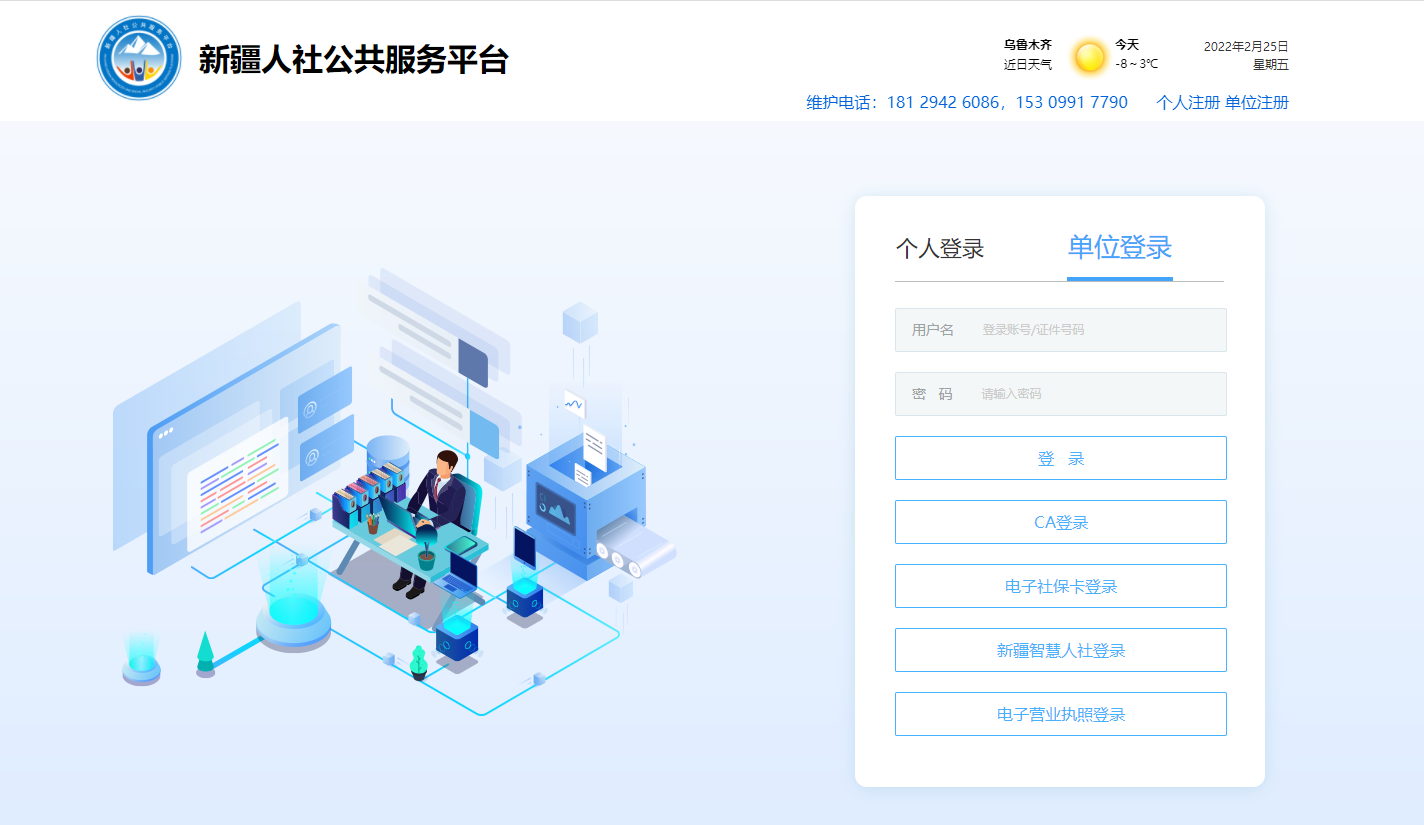 新疆人社公共服务平台
乌鲁木齐
近日天气
今天
-8～3℃
2022年2月25日
星期五
维护电话：181 2942 6086，153 0991 7790
个人注册 单位注册
个人登录
单位登录
用户名 登录账号/证件号码
密 码 请输入密码
登 录
CA登录
电子社保卡登录
新疆智慧人社登录
电子营业执照登录
@
@